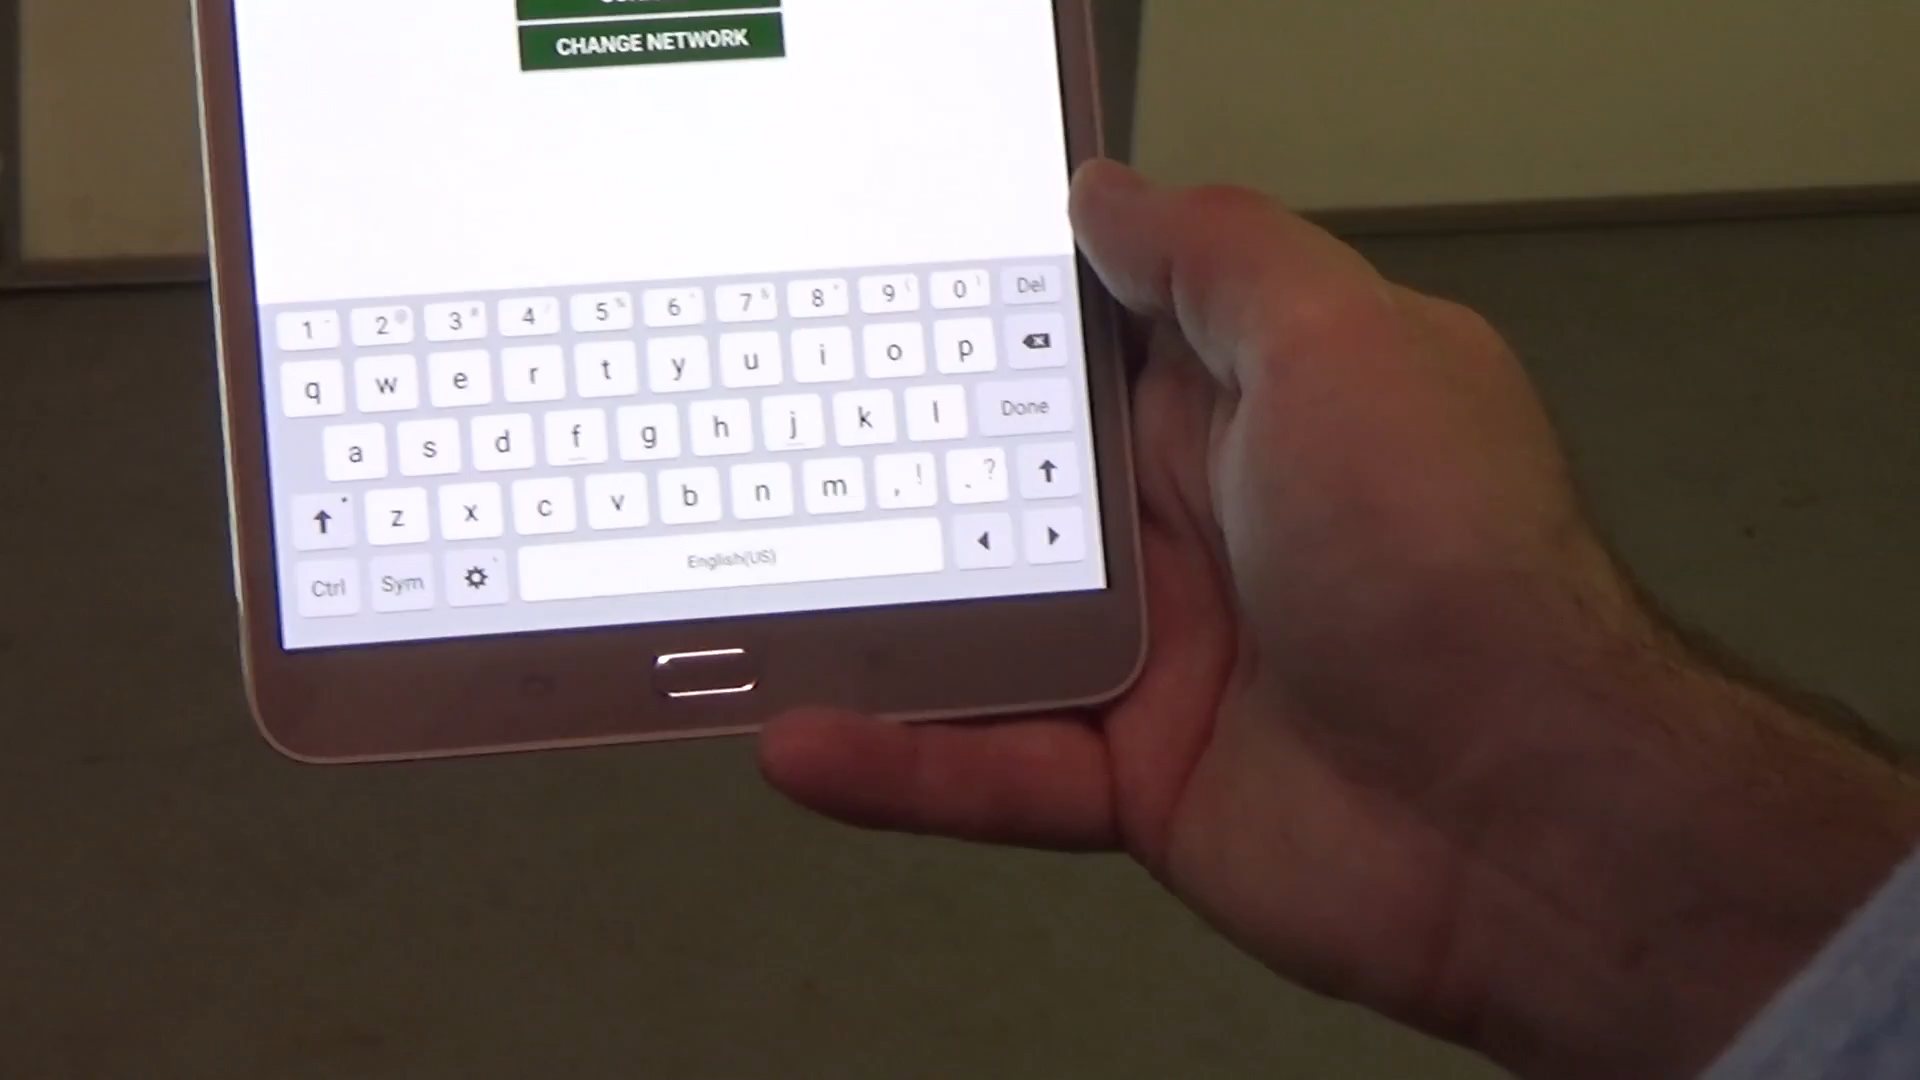 CHANGE NETWORK
1 2 @ 3 # 4 / 5 % 6 ^ 7 & 8 * 9 ( 0 ) Del
q w e r t y u i o p
a s d f g h j k l Done
z x c v b n m , ! . ?
Ctrl Sym English(US)